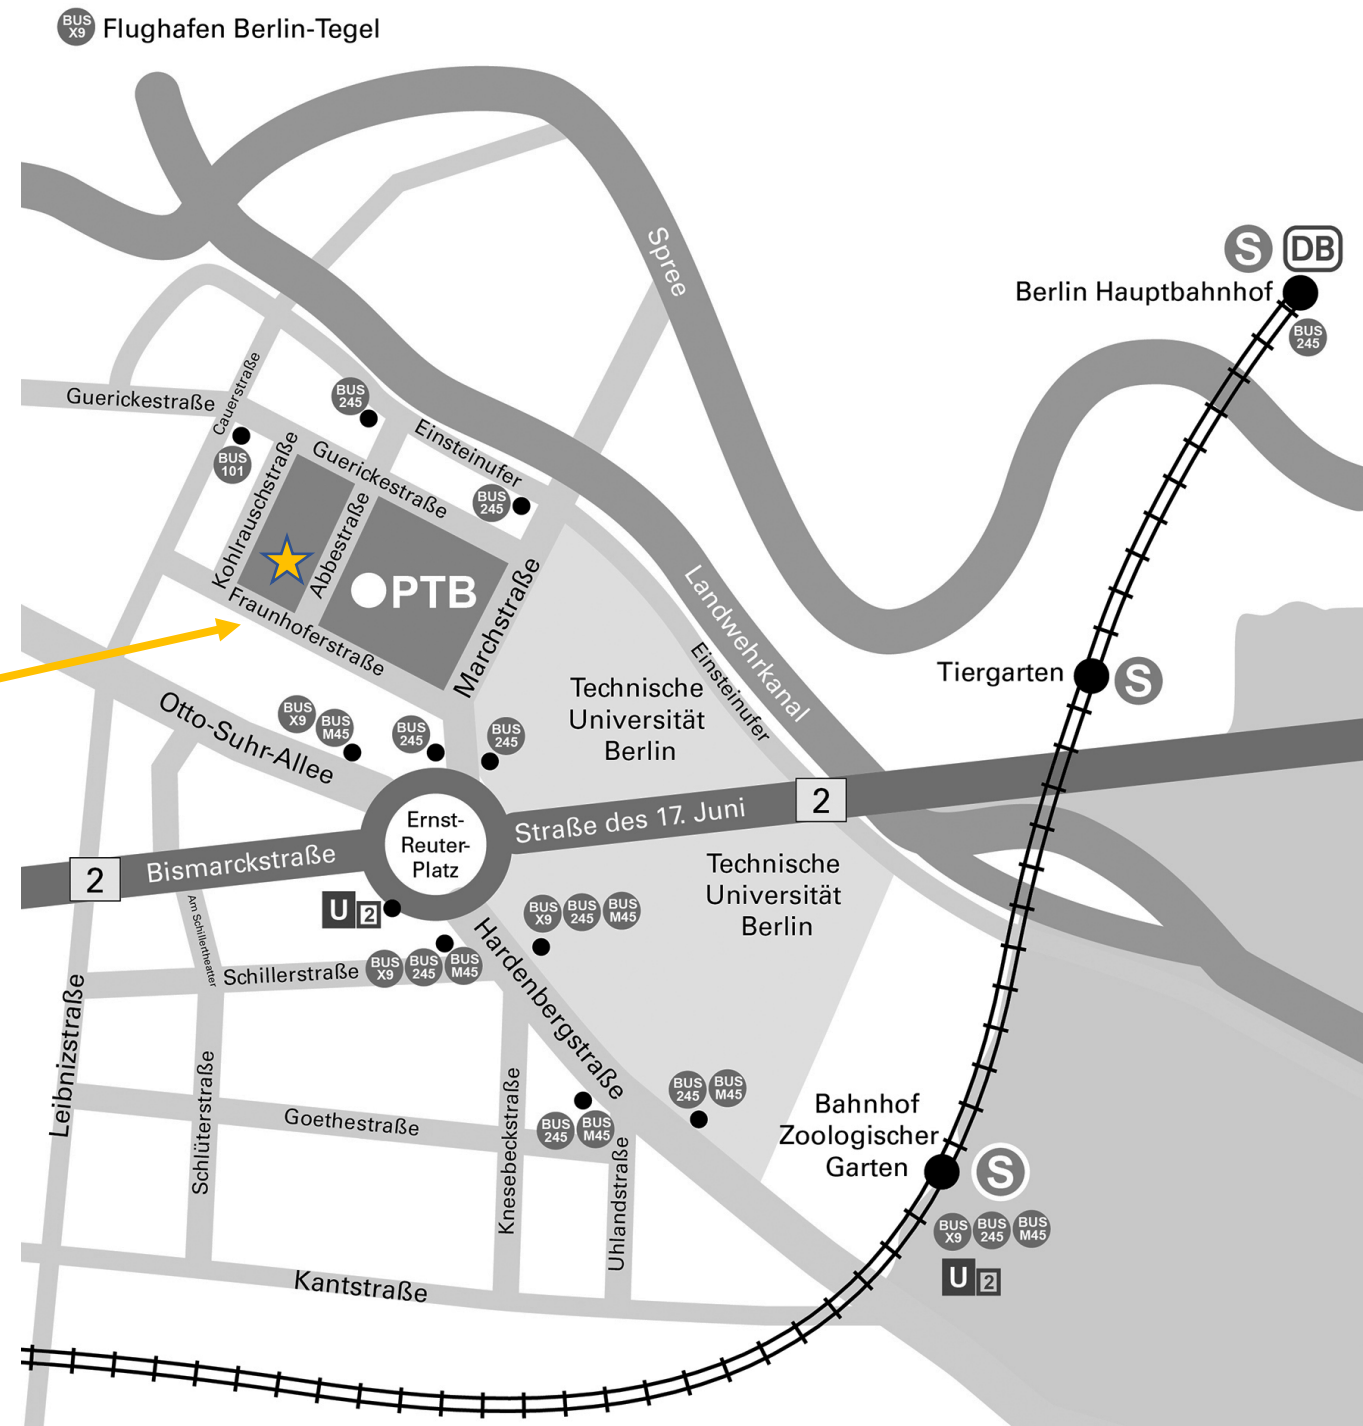 BUS
X9
Flughafen Berlin-Tegel
Spree
S
DB
Berlin Hauptbahnhof
BUS
245
Guerickestraße
Cauerstraße
BUS
245
Einsteinufer
BUS
101
Kohlrauschstraße
Guerickestraße
BUS
245
Abbestraße
PTB
Fraunhoferstraße
Marchstraße
Landwehrkanal
Einsteinufer
Technische
Universität
Berlin
Tiergarten
S
Otto-Suhr-Allee
BUS
X9
BUS
M45
BUS
245
BUS
245
Ernst-
Reuter-
Platz
Straße des 17. Juni
2
2
Bismarckstraße
Technische
Universität
Berlin
U 2
Am Schillertheatter
BUS
X9
BUS
245
BUS
M45
Hardenbergstraße
Schillerstraße
BUS
X9
BUS
245
BUS
M45
Leibnizstraße
Schlüterstraße
Goethestraße
Knesebeckstraße
BUS
245
BUS
M45
Uhlandstraße
BUS
245
BUS
M45
Bahnhof
Zoologischer
Garten
S
BUS
X9
BUS
245
BUS
M45
U 2
Kantstraße